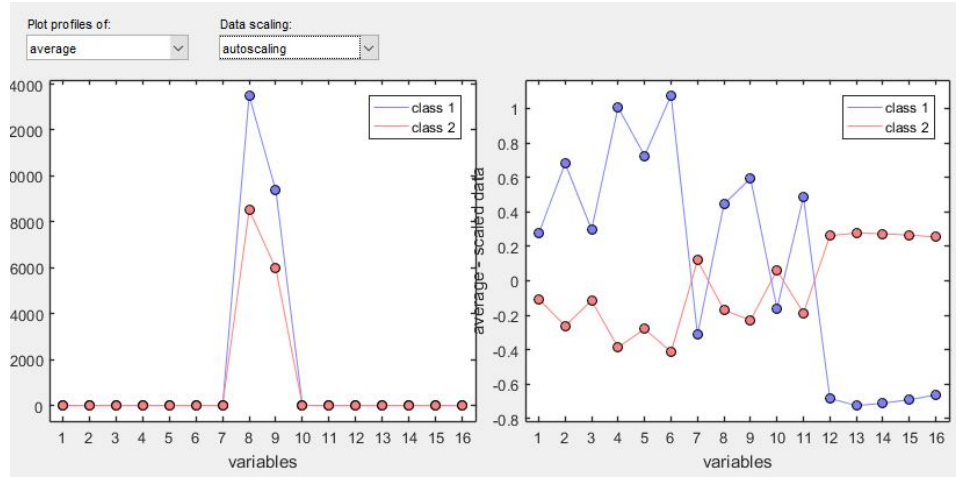 Plot profiles of:
Data scaling:
average
autoscaling
4000
2000
0000
8000
6000
4000
2000
0
class 1
class 2
1 2 3 4 5 6 7 8 9 10 11 12 13 14 15 16
variables
average - scaled data
1
0.8
0.6
0.4
0.2
0
-0.2
-0.4
-0.6
-0.8
class 1
class 2
1 2 3 4 5 6 7 8 9 10 11 12 13 14 15 16
variables